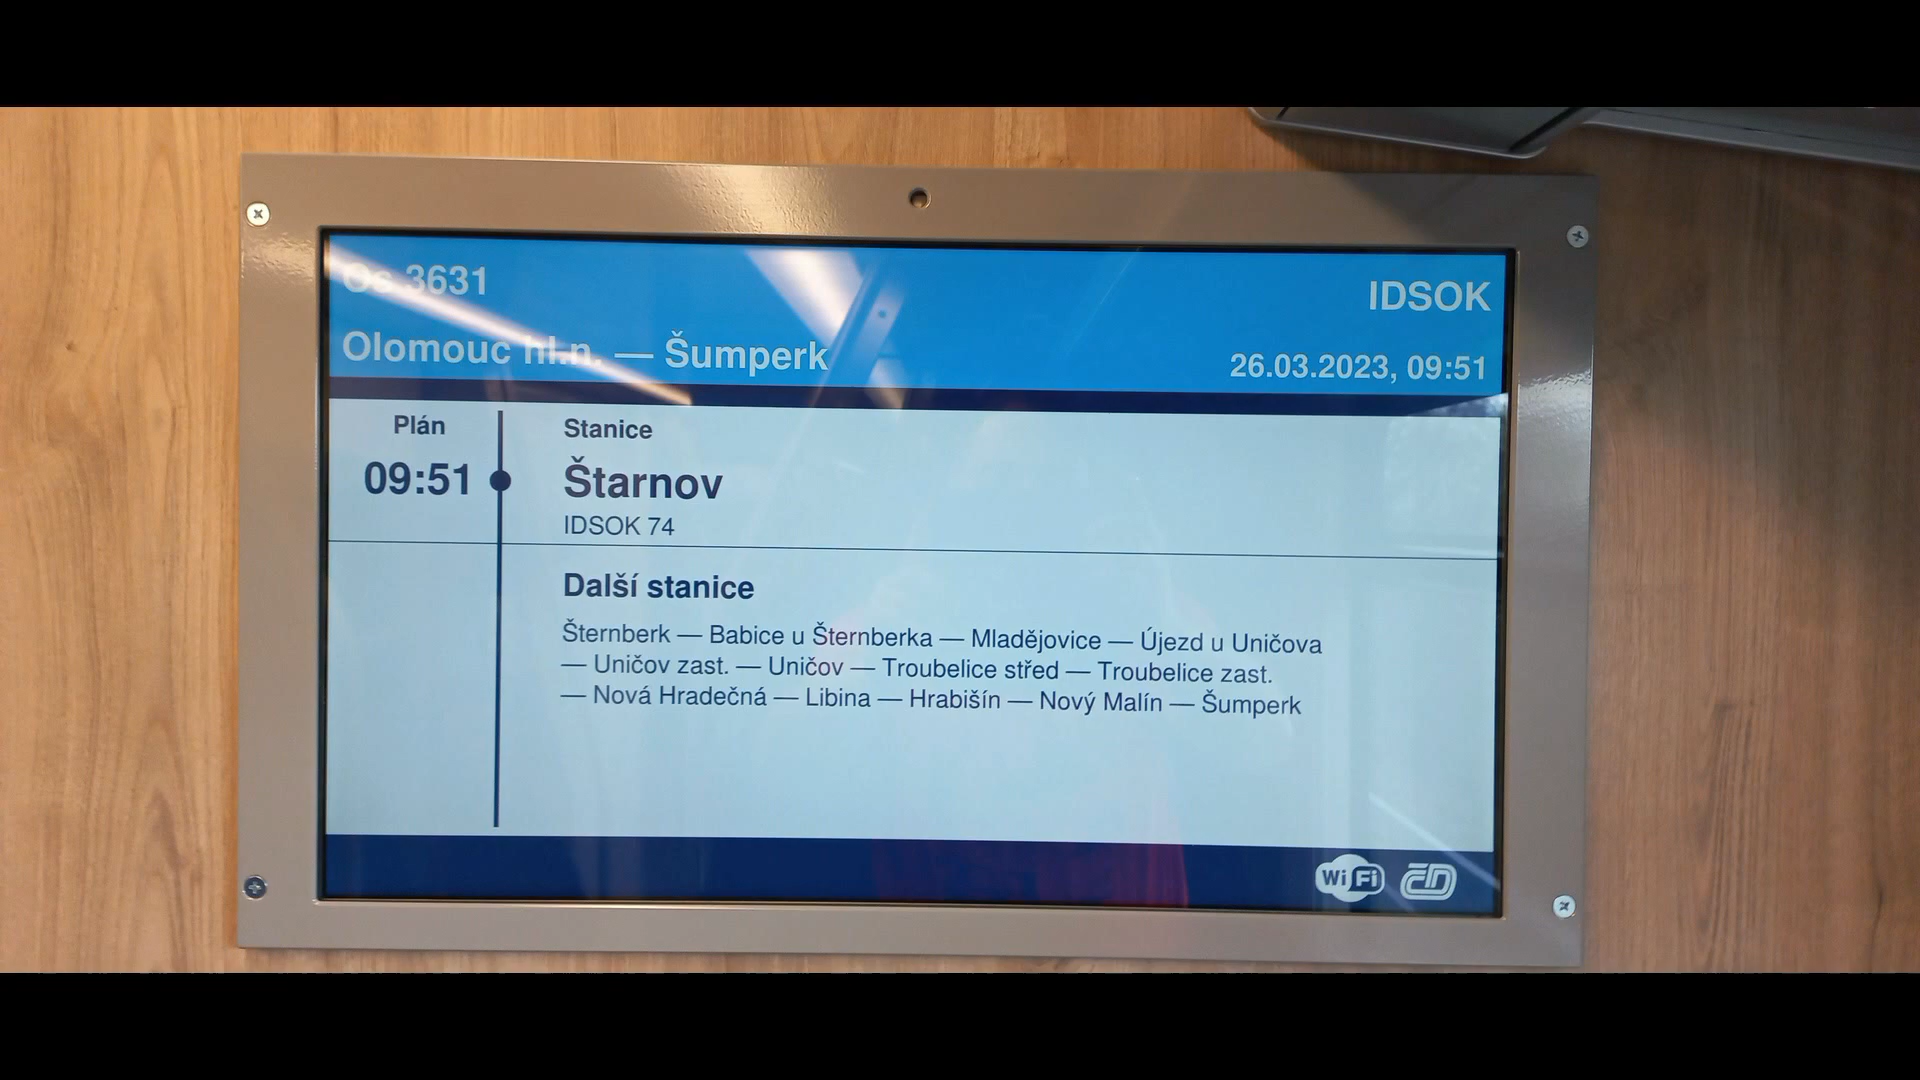 Os 3631
IDSOK
Olomouc hl.n. — Šumperk
26.03.2023, 09:51
Plán
Stanice
09:51
Štarnov
IDSOK 74
Další stanice
Šternberk — Babice u Šternberka — Mladějovice — Újezd u Uničova
— Uničov zast. — Uničov — Troubelice střed — Troubelice zast.
— Nová Hradečná — Libina — Hrabišín — Nový Malín — Šumperk
WiFi ČD